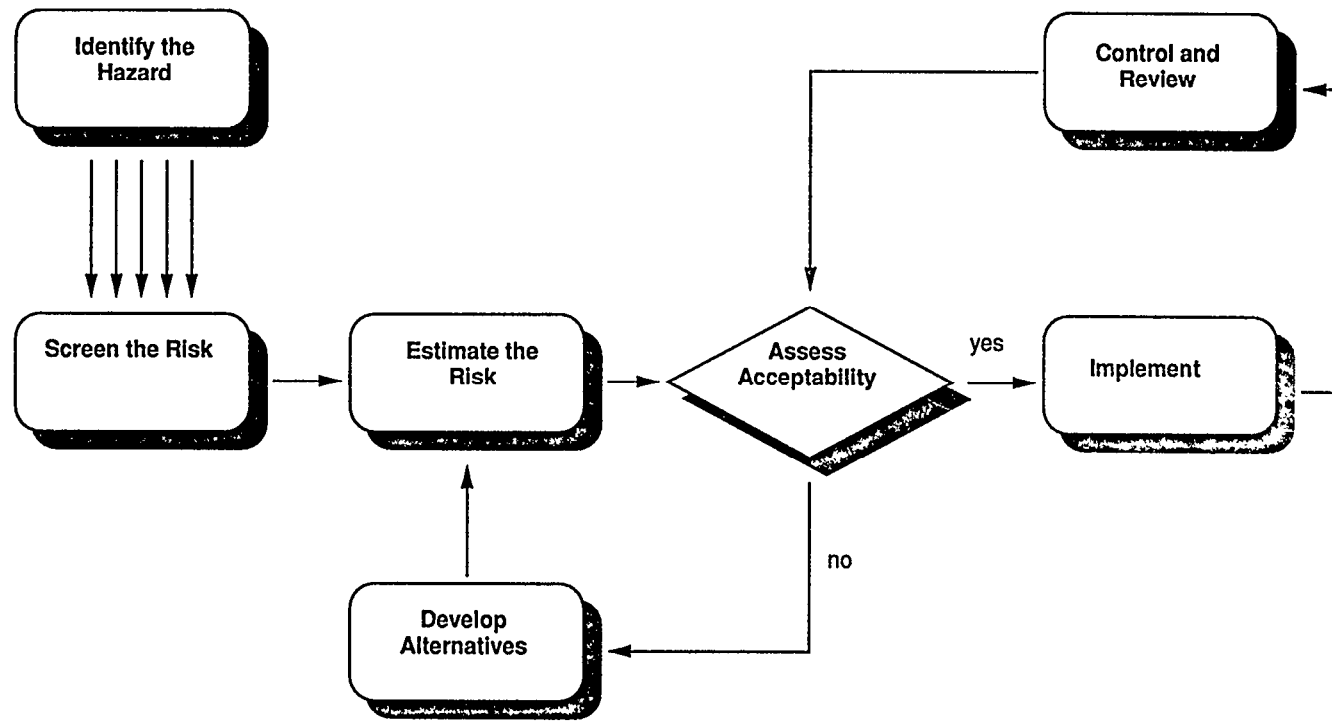 Identify the
Hazard
Control and
Review
Screen the Risk
Estimate the
Risk
Assess
Acceptability
yes
Implement
no
Develop
Alternatives